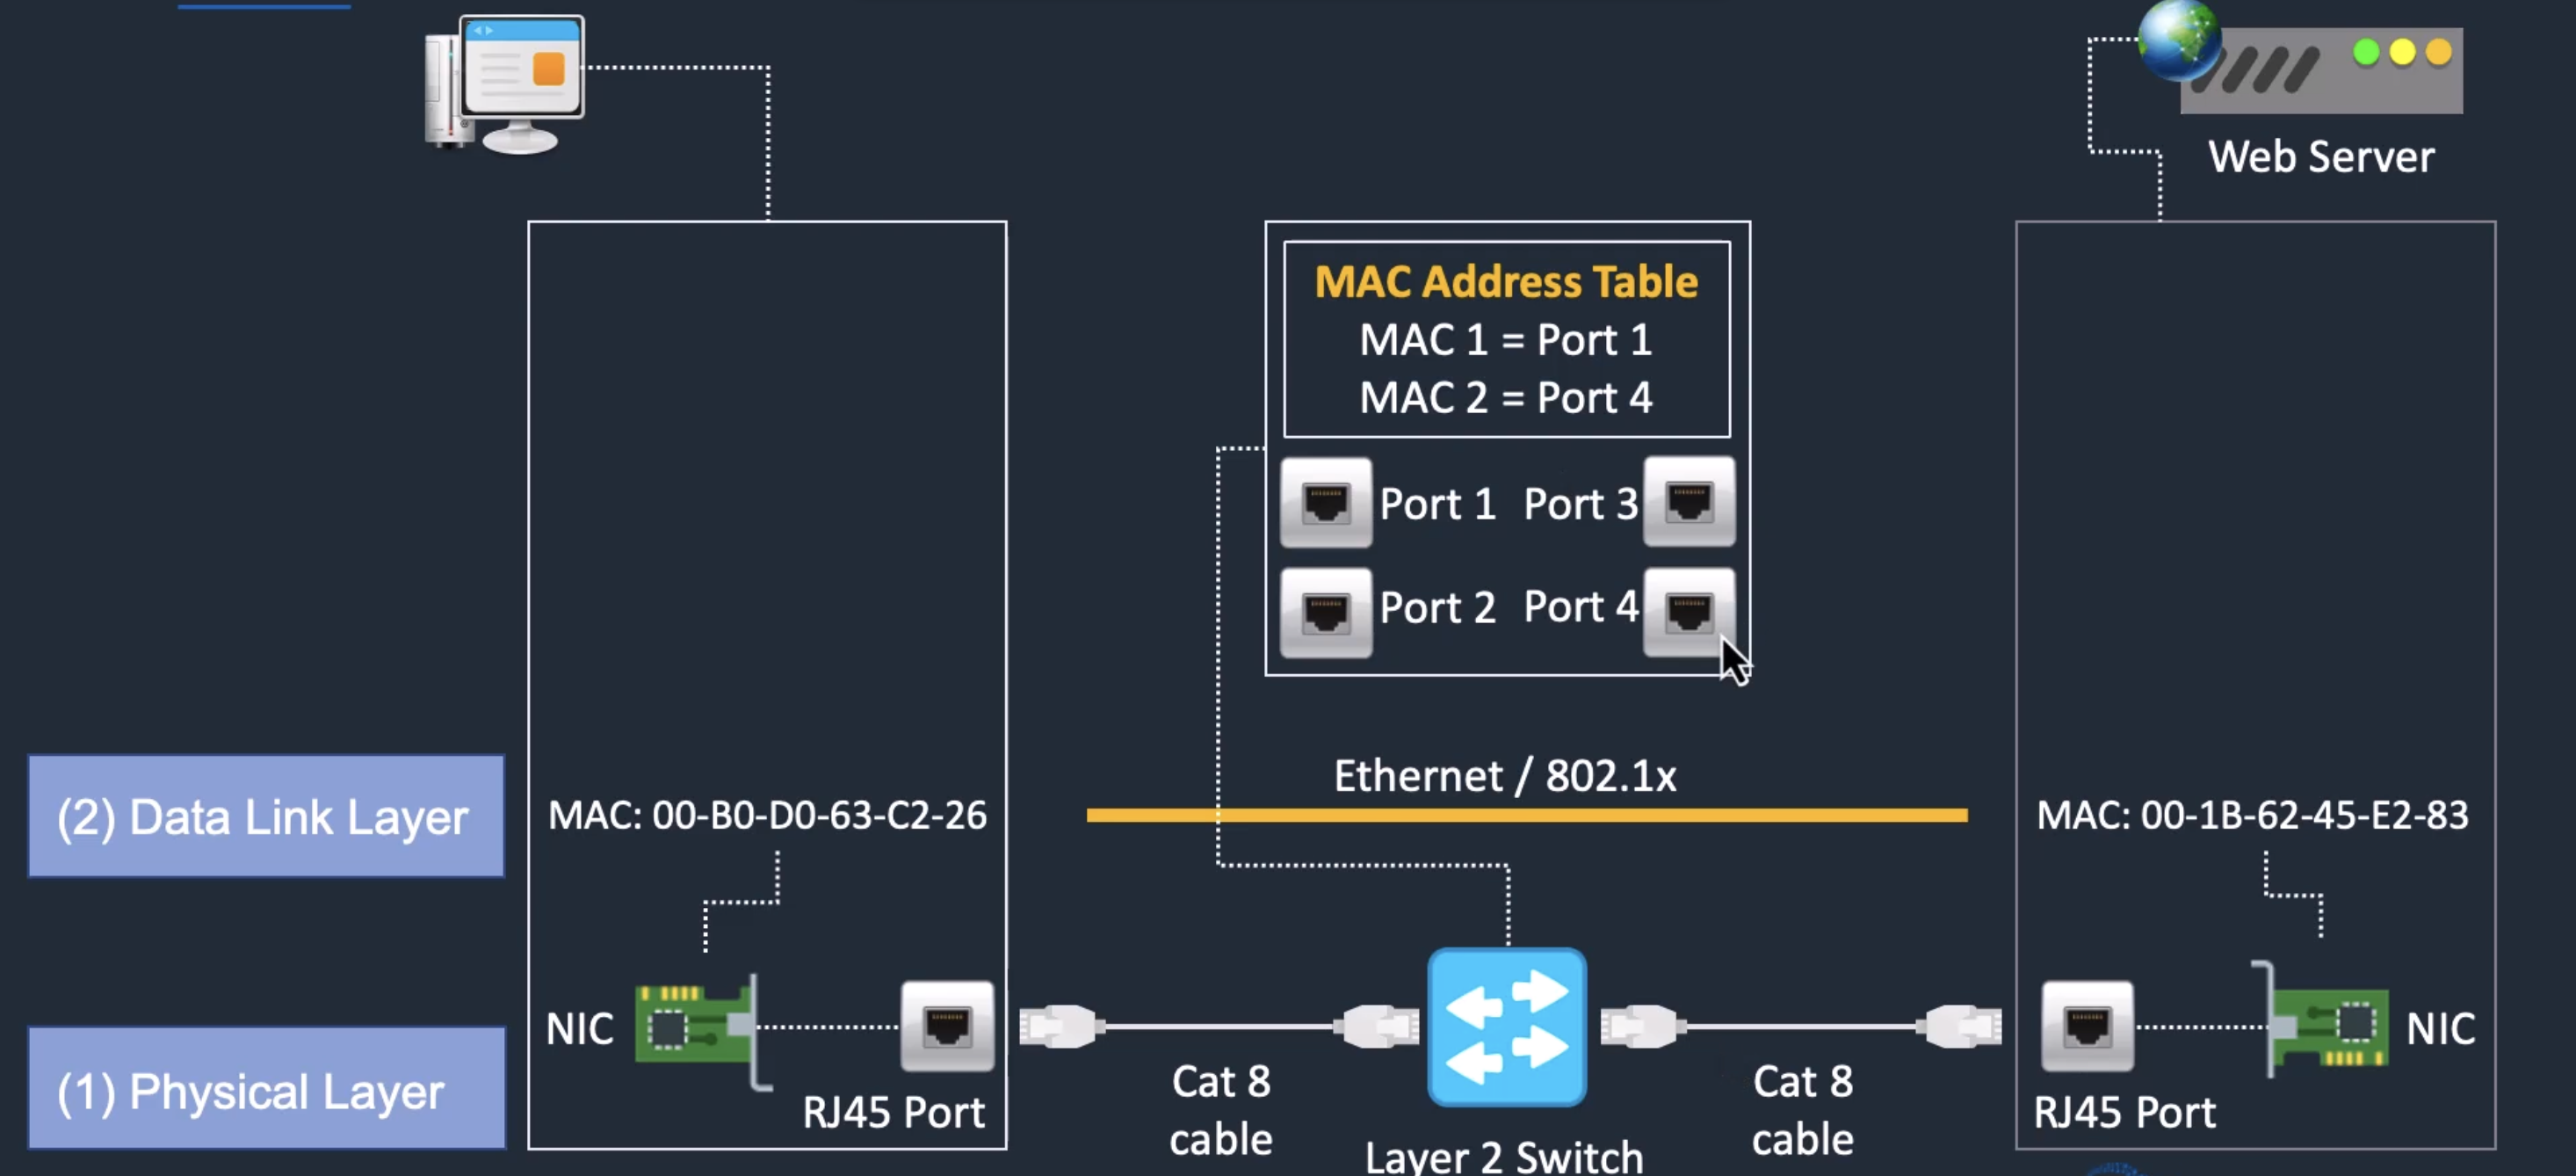 Web Server
MAC Address Table
MAC 1 = Port 1
MAC 2 = Port 4
Port 1 Port 3
Port 2 Port 4
Ethernet / 802.1x
(2) Data Link Layer
MAC: 00-B0-D0-63-C2-26
MAC: 00-1B-62-45-E2-83
NIC
NIC
(1) Physical Layer
RJ45 Port
Cat 8
cable
Layer 2 Switch
Cat 8
cable
RJ45 Port